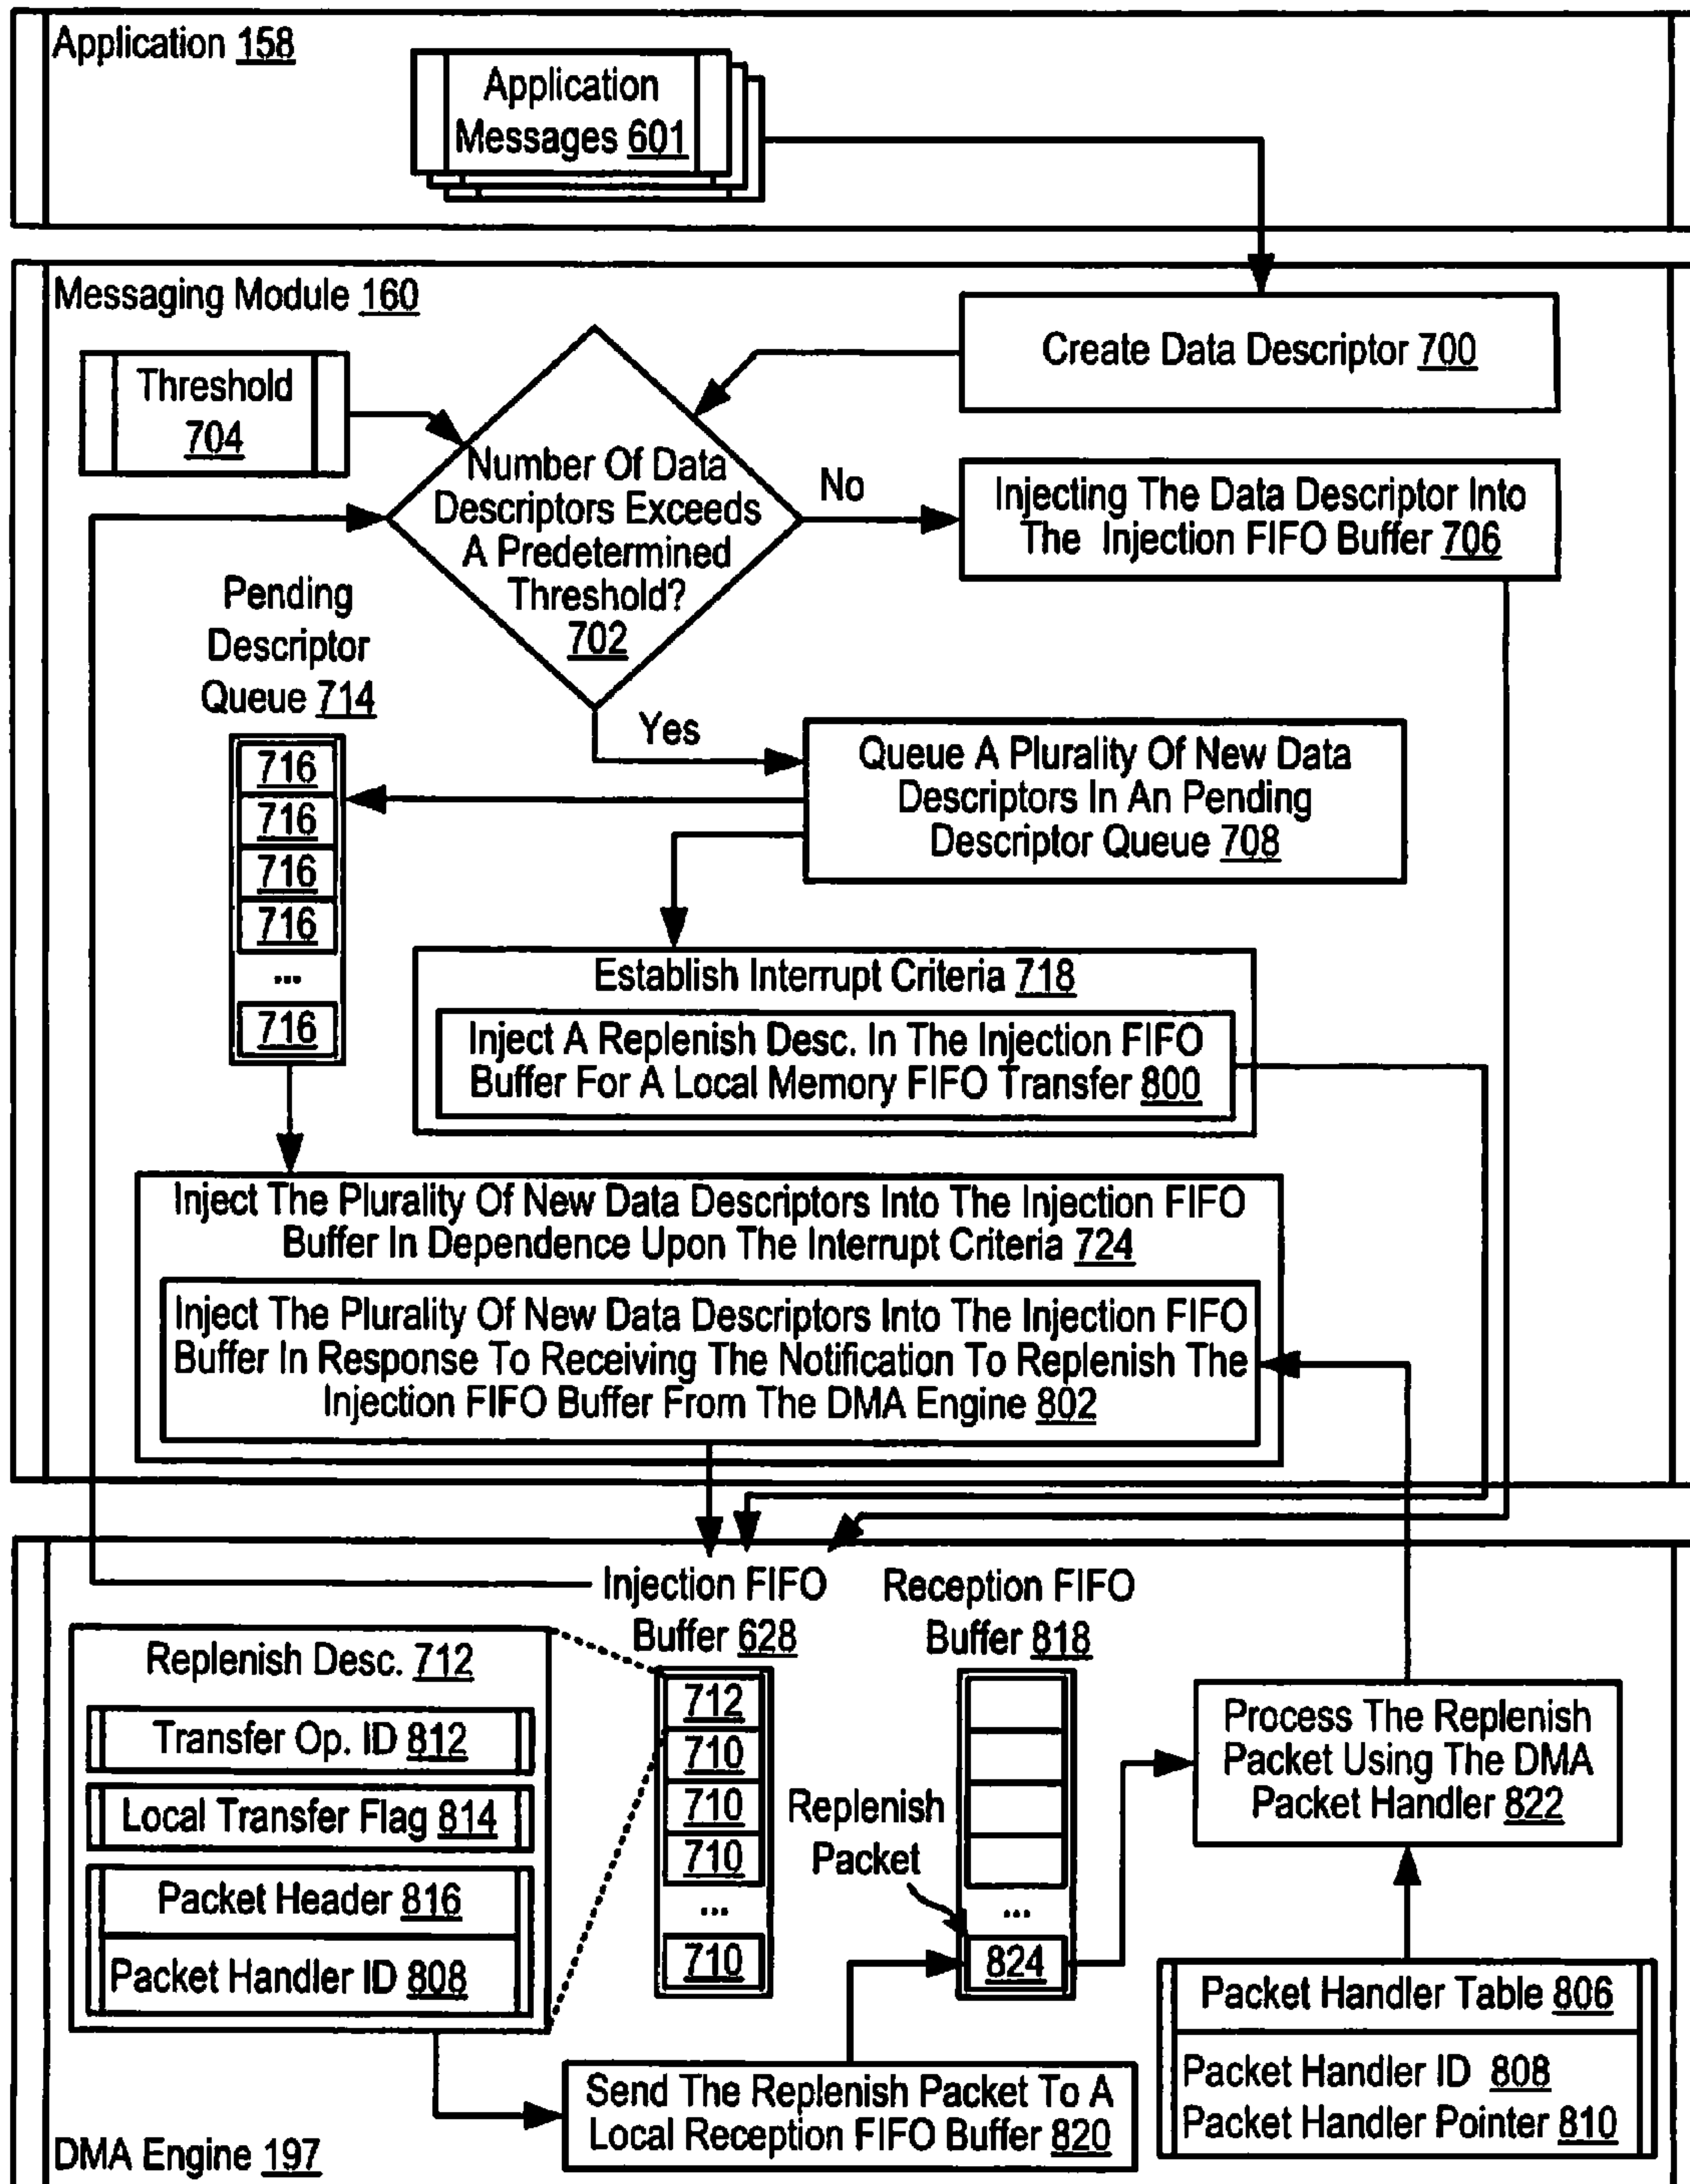 Application 158
Application
Messages 601
Messaging Module 160
Create Data Descriptor 700
Threshold
704
Number Of Data
Descriptors Exceeds
A Predetermined
Threshold?
702
No
Injecting The Data Descriptor Into
The Injection FIFO Buffer 706
Pending
Descriptor
Queue 714
Yes
716
716
716
716
...
716
Queue A Plurality Of New Data
Descriptors In An Pending
Descriptor Queue 708
Establish Interrupt Criteria 718
Inject A Replenish Desc. In The Injection FIFO
Buffer For A Local Memory FIFO Transfer 800
Inject The Plurality Of New Data Descriptors Into The Injection FIFO
Buffer In Dependence Upon The Interrupt Criteria 724
Inject The Plurality Of New Data Descriptors Into The Injection FIFO
Buffer In Response To Receiving The Notification To Replenish The
Injection FIFO Buffer From The DMA Engine 802
Injection FIFO
Buffer 628
Reception FIFO
Buffer 818
Replenish Desc. 712
Transfer Op. ID 812
Local Transfer Flag 814
Packet Header 816
Packet Handler ID 808
712
710
710
710
...
710
Replenish
Packet
...
824
Process The Replenish
Packet Using The DMA
Packet Handler 822
Packet Handler Table 806
Packet Handler ID 808
Packet Handler Pointer 810
Send The Replenish Packet To A
Local Reception FIFO Buffer 820
DMA Engine 197